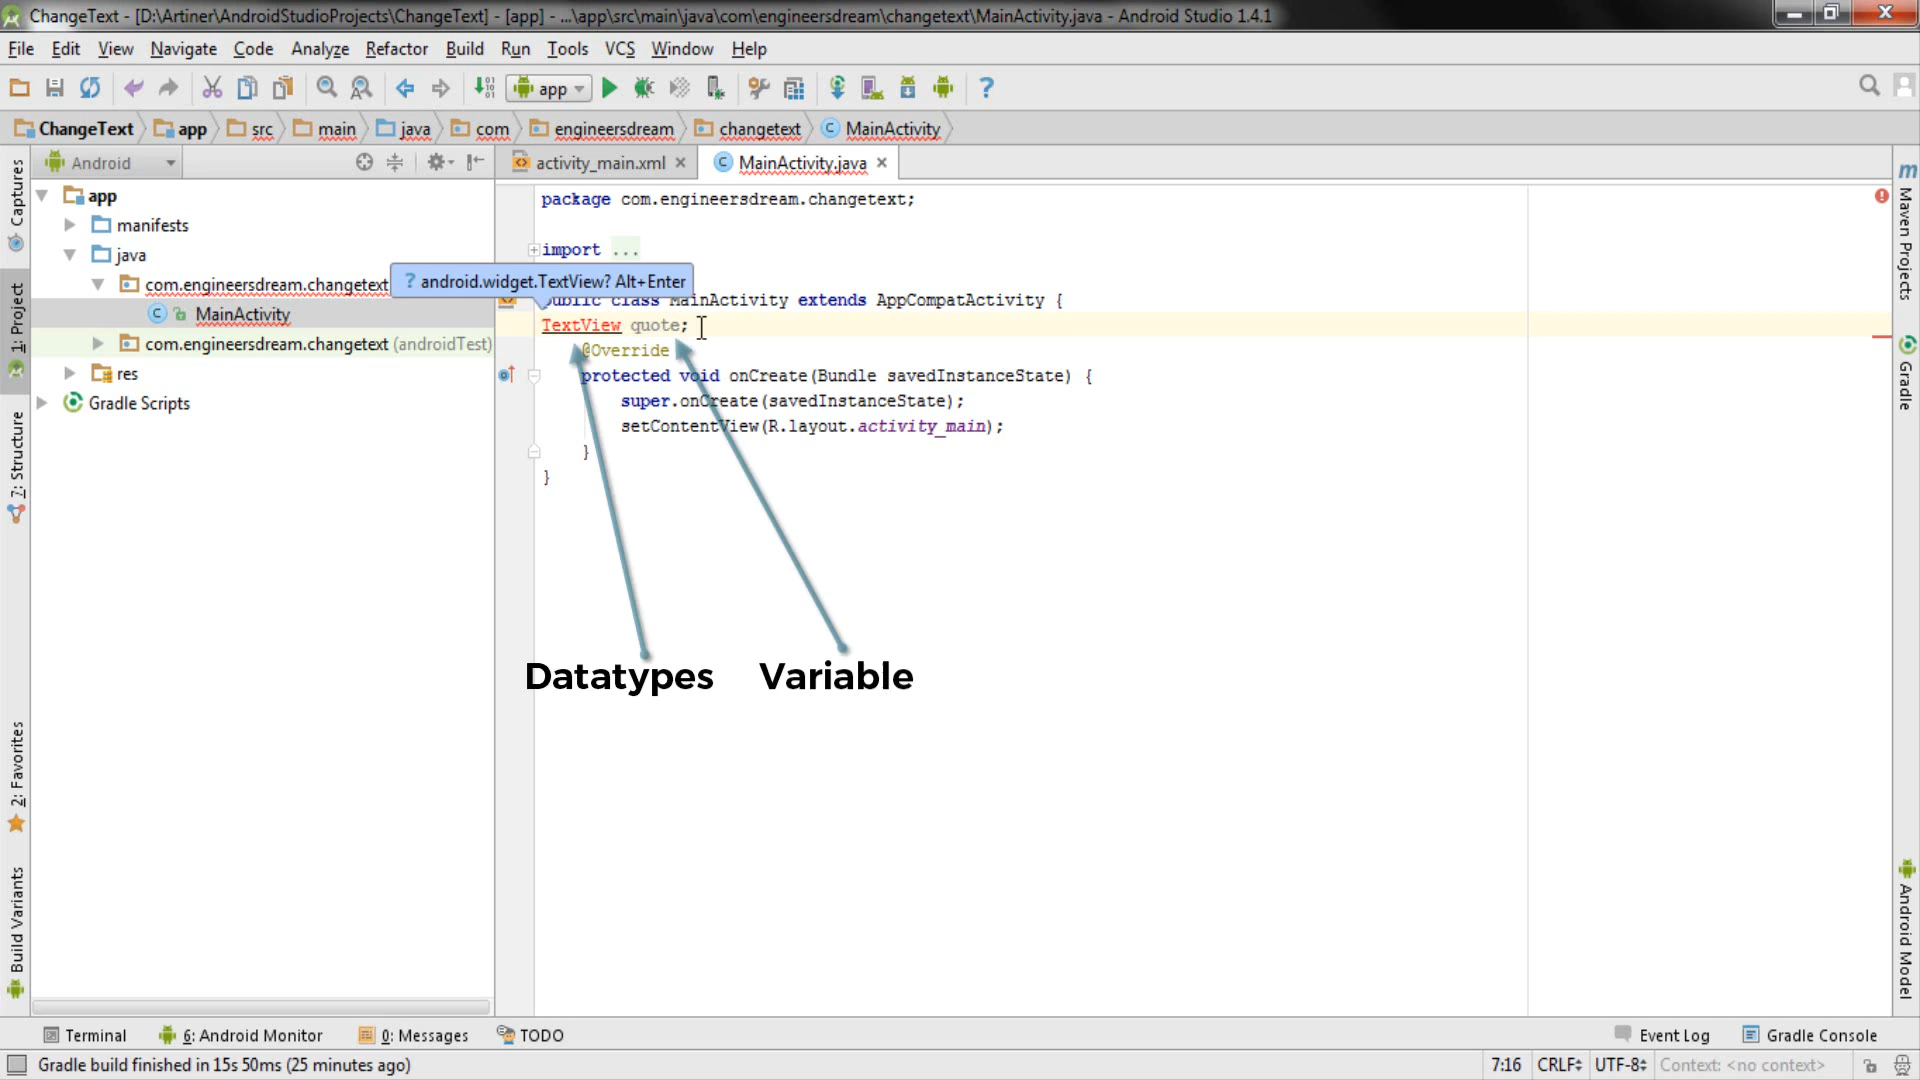 ChangeText - [D:\Artiner\AndroidStudioProjects\ChangeText] - [app] - ...\app\src\main\java\com\engineersdream\changetext\MainActivity.java - Android Studio 1.4.1
File Edit View Navigate Code Analyze Refactor Build Run Tools VCS Window Help
app
ChangeText app src main java com engineersdream changetext MainActivity
Android
activity_main.xml MainActivity.java
app
manifests
java
com.engineersdream.changetext
MainActivity
com.engineersdream.changetext (androidTest)
res
Gradle Scripts
package com.engineersdream.changetext;
import ...
? android.widget.TextView? Alt+Enter
public class MainActivity extends AppCompatActivity {
TextView quote;
@Override
protected void onCreate(Bundle savedInstanceState) {
super.onCreate(savedInstanceState);
setContentView(R.layout.activity_main);
}
}
Datatypes Variable
Captures
1: Project
7: Structure
2: Favorites
Build Variants
Maven Projects
Gradle
Android Model
Terminal 6: Android Monitor 0: Messages TODO Event Log Gradle Console
Gradle build finished in 15s 50ms (25 minutes ago) 7:16 CRLF UTF-8 Context: <no context>